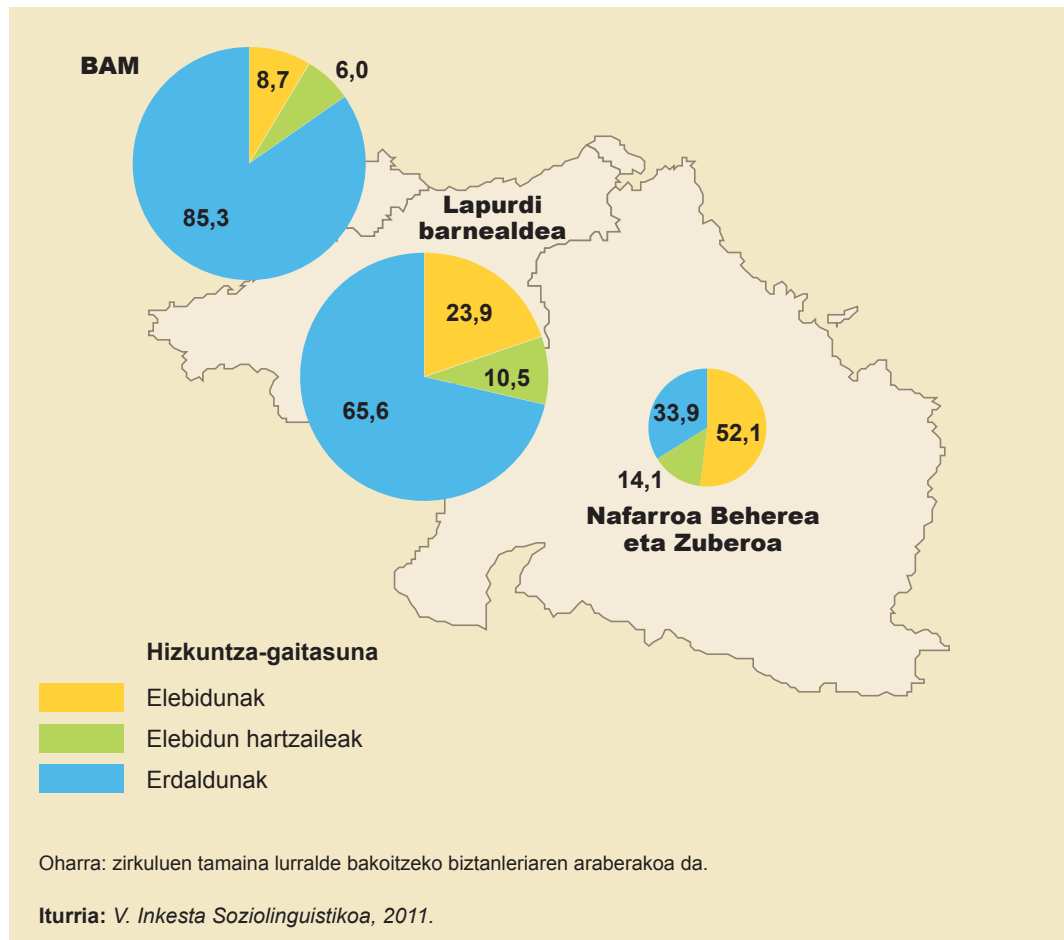 BAM
8,7
6,0
85,3
Lapurdi
barnealdea
23,9
10,5
65,6
33,9
52,1
14,1
Nafarroa Beherea
eta Zuberoa
Hizkuntza-gaitasuna
Elebidunak
Elebidun hartzaileak
Erdaldunak
Oharra: zirkuluen tamaina lurralde bakoitzeko biztanleriaren araberakoa da.
Iturria: V. Inkesta Soziolinguistikoa, 2011.